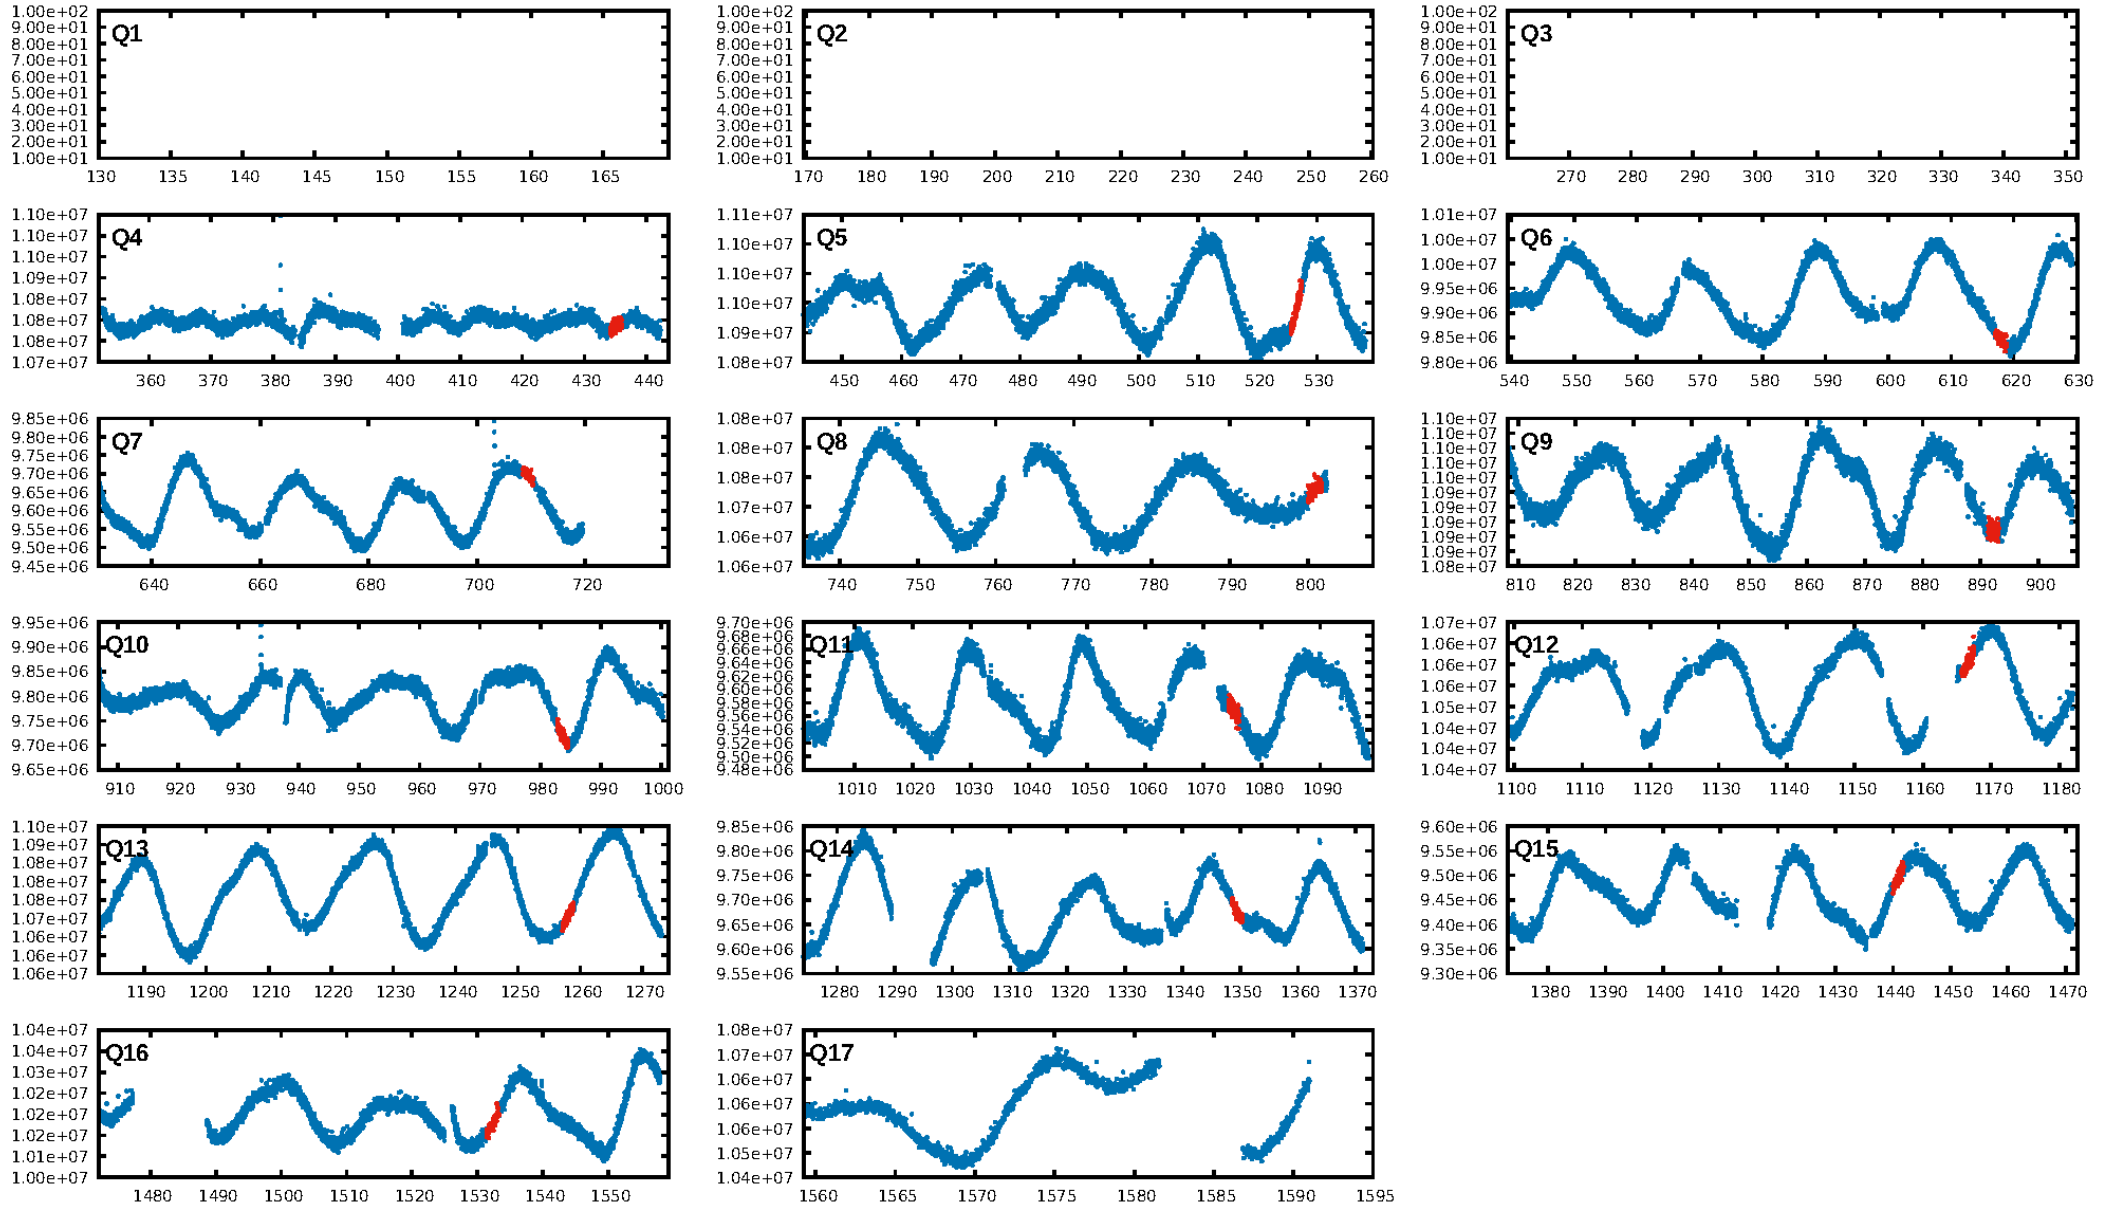 1.00e+02 9.00e+01 8.00e+01 7.00e+01 6.00e+01 5.00e+01 4.00e+01 3.00e+01 2.00e+01 1.00e+01
Q1
130 135 140 145 150 155 160 165
1.00e+02 9.00e+01 8.00e+01 7.00e+01 6.00e+01 5.00e+01 4.00e+01 3.00e+01 2.00e+01 1.00e+01
Q2
170 180 190 200 210 220 230 240 250 260
1.00e+02 9.00e+01 8.00e+01 7.00e+01 6.00e+01 5.00e+01 4.00e+01 3.00e+01 2.00e+01 1.00e+01
Q3
270 280 290 300 310 320 330 340 350
1.10e+07 1.10e+07 1.09e+07 1.09e+07 1.08e+07 1.08e+07 1.08e+07 1.07e+07
Q4
360 370 380 390 400 410 420 430 440
1.11e+07 1.10e+07 1.10e+07 1.10e+07 1.09e+07 1.08e+07
Q5
450 460 470 480 490 500 510 520 530
1.01e+07 1.00e+07 1.00e+07 9.95e+06 9.90e+06 9.85e+06 9.80e+06
Q6
540 550 560 570 580 590 600 610 620 630
9.85e+06 9.80e+06 9.75e+06 9.70e+06 9.65e+06 9.60e+06 9.55e+06 9.50e+06 9.45e+06
Q7
640 660 680 700 720
1.08e+07 1.08e+07 1.08e+07 1.07e+07 1.06e+07 1.06e+07
Q8
740 750 760 770 780 790 800
1.10e+07 1.10e+07 1.10e+07 1.10e+07 1.09e+07 1.09e+07 1.09e+07 1.09e+07 1.09e+07 1.08e+07
Q9
810 820 830 840 850 860 870 880 890 900
9.95e+06 9.90e+06 9.85e+06 9.80e+06 9.75e+06 9.70e+06 9.65e+06
Q10
910 920 930 940 950 960 970 980 990 1000
9.70e+06 9.68e+06 9.66e+06 9.64e+06 9.62e+06 9.60e+06 9.58e+06 9.56e+06 9.54e+06 9.52e+06 9.50e+06 9.48e+06
Q11
1010 1020 1030 1040 1050 1060 1070 1080 1090
1.07e+07 1.06e+07 1.06e+07 1.06e+07 1.05e+07 1.04e+07 1.04e+07
Q12
1100 1110 1120 1130 1140 1150 1160 1170 1180
1.10e+07 1.09e+07 1.08e+07 1.08e+07 1.08e+07 1.07e+07 1.06e+07 1.06e+07 1.06e+07
Q13
1190 1200 1210 1220 1230 1240 1250 1260 1270
9.85e+06 9.80e+06 9.75e+06 9.70e+06 9.65e+06 9.60e+06 9.55e+06
Q14
1280 1290 1300 1310 1320 1330 1340 1350 1360 1370
9.60e+06 9.55e+06 9.50e+06 9.45e+06 9.40e+06 9.35e+06 9.30e+06
Q15
1380 1390 1400 1410 1420 1430 1440 1450 1460 1470
1.04e+07 1.04e+07 1.03e+07 1.02e+07 1.02e+07 1.02e+07 1.01e+07 1.00e+07
Q16
1480 1490 1500 1510 1520 1530 1540 1550
1.08e+07 1.07e+07 1.06e+07 1.06e+07 1.06e+07 1.05e+07 1.04e+07
Q17
1560 1565 1570 1575 1580 1585 1590 1595